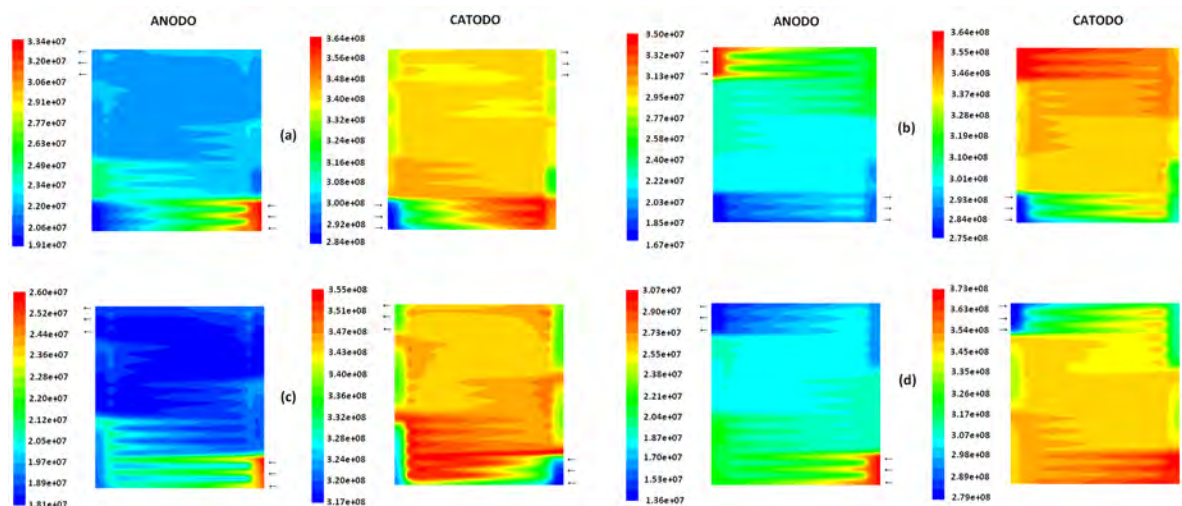 ANODO
CATODO
ANODO
CATODO
3.34e+07
3.20e+07
3.06e+07
2.91e+07
2.77e+07
2.63e+07
2.49e+07
2.34e+07
2.20e+07
2.06e+07
1.91e+07
(a)
3.64e+08
3.56e+08
3.48e+08
3.40e+08
3.32e+08
3.24e+08
3.16e+08
3.08e+08
3.00e+08
2.92e+08
2.84e+08
3.50e+07
3.32e+07
3.13e+07
2.95e+07
2.77e+07
2.58e+07
2.40e+07
2.22e+07
2.03e+07
1.85e+07
1.67e+07
(b)
3.64e+08
3.55e+08
3.46e+08
3.37e+08
3.28e+08
3.19e+08
3.10e+08
3.01e+08
2.93e+08
2.84e+08
2.75e+08
2.60e+07
2.52e+07
2.44e+07
2.36e+07
2.28e+07
2.20e+07
2.12e+07
2.05e+07
1.97e+07
1.89e+07
1.81e+07
(c)
3.55e+08
3.51e+08
3.47e+08
3.43e+08
3.40e+08
3.36e+08
3.32e+08
3.28e+08
3.24e+08
3.20e+08
3.17e+08
3.07e+07
2.90e+07
2.73e+07
2.55e+07
2.38e+07
2.21e+07
2.04e+07
1.87e+07
1.70e+07
1.53e+07
1.36e+07
(d)
3.73e+08
3.63e+08
3.54e+08
3.45e+08
3.35e+08
3.26e+08
3.17e+08
3.07e+08
2.98e+08
2.89e+08
2.79e+08